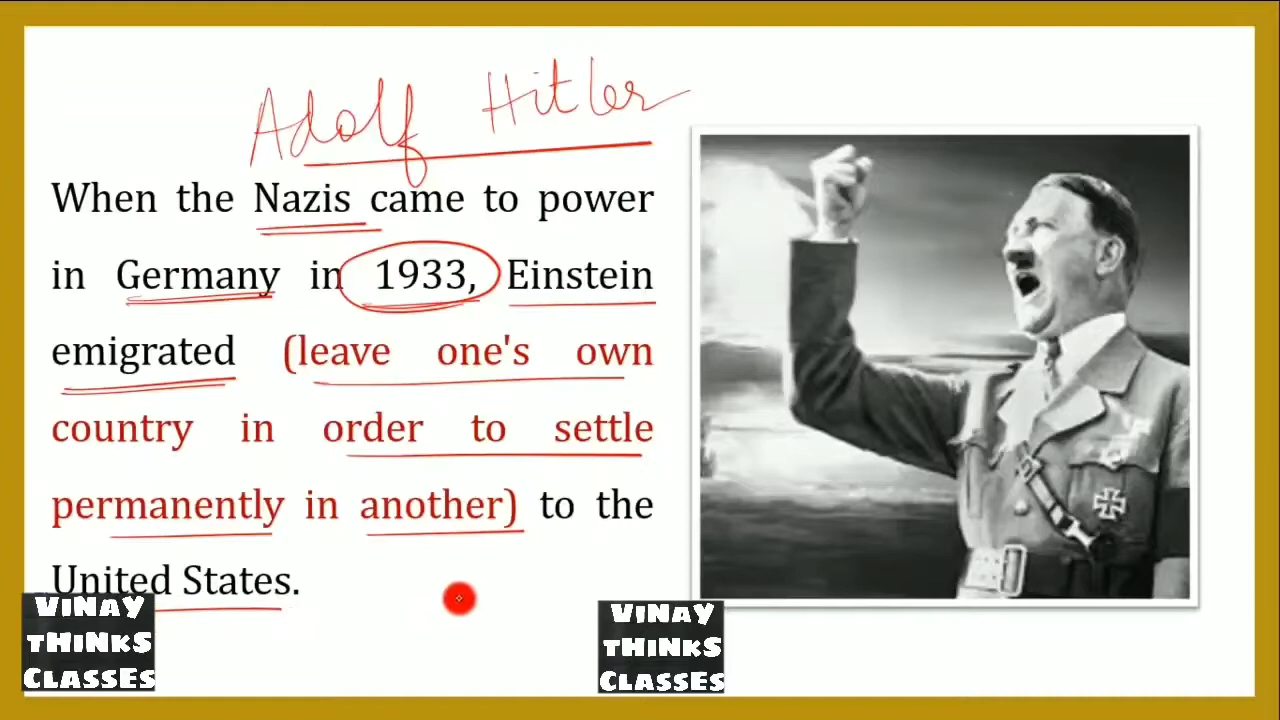 Adolf Hitler
When the Nazis came to power
in Germany in 1933, Einstein
emigrated (leave one's own
country in order to settle
permanently in another) to the
United States.
VINAY
THINKS
CLASSES
VINAY
THINKS
CLASSES